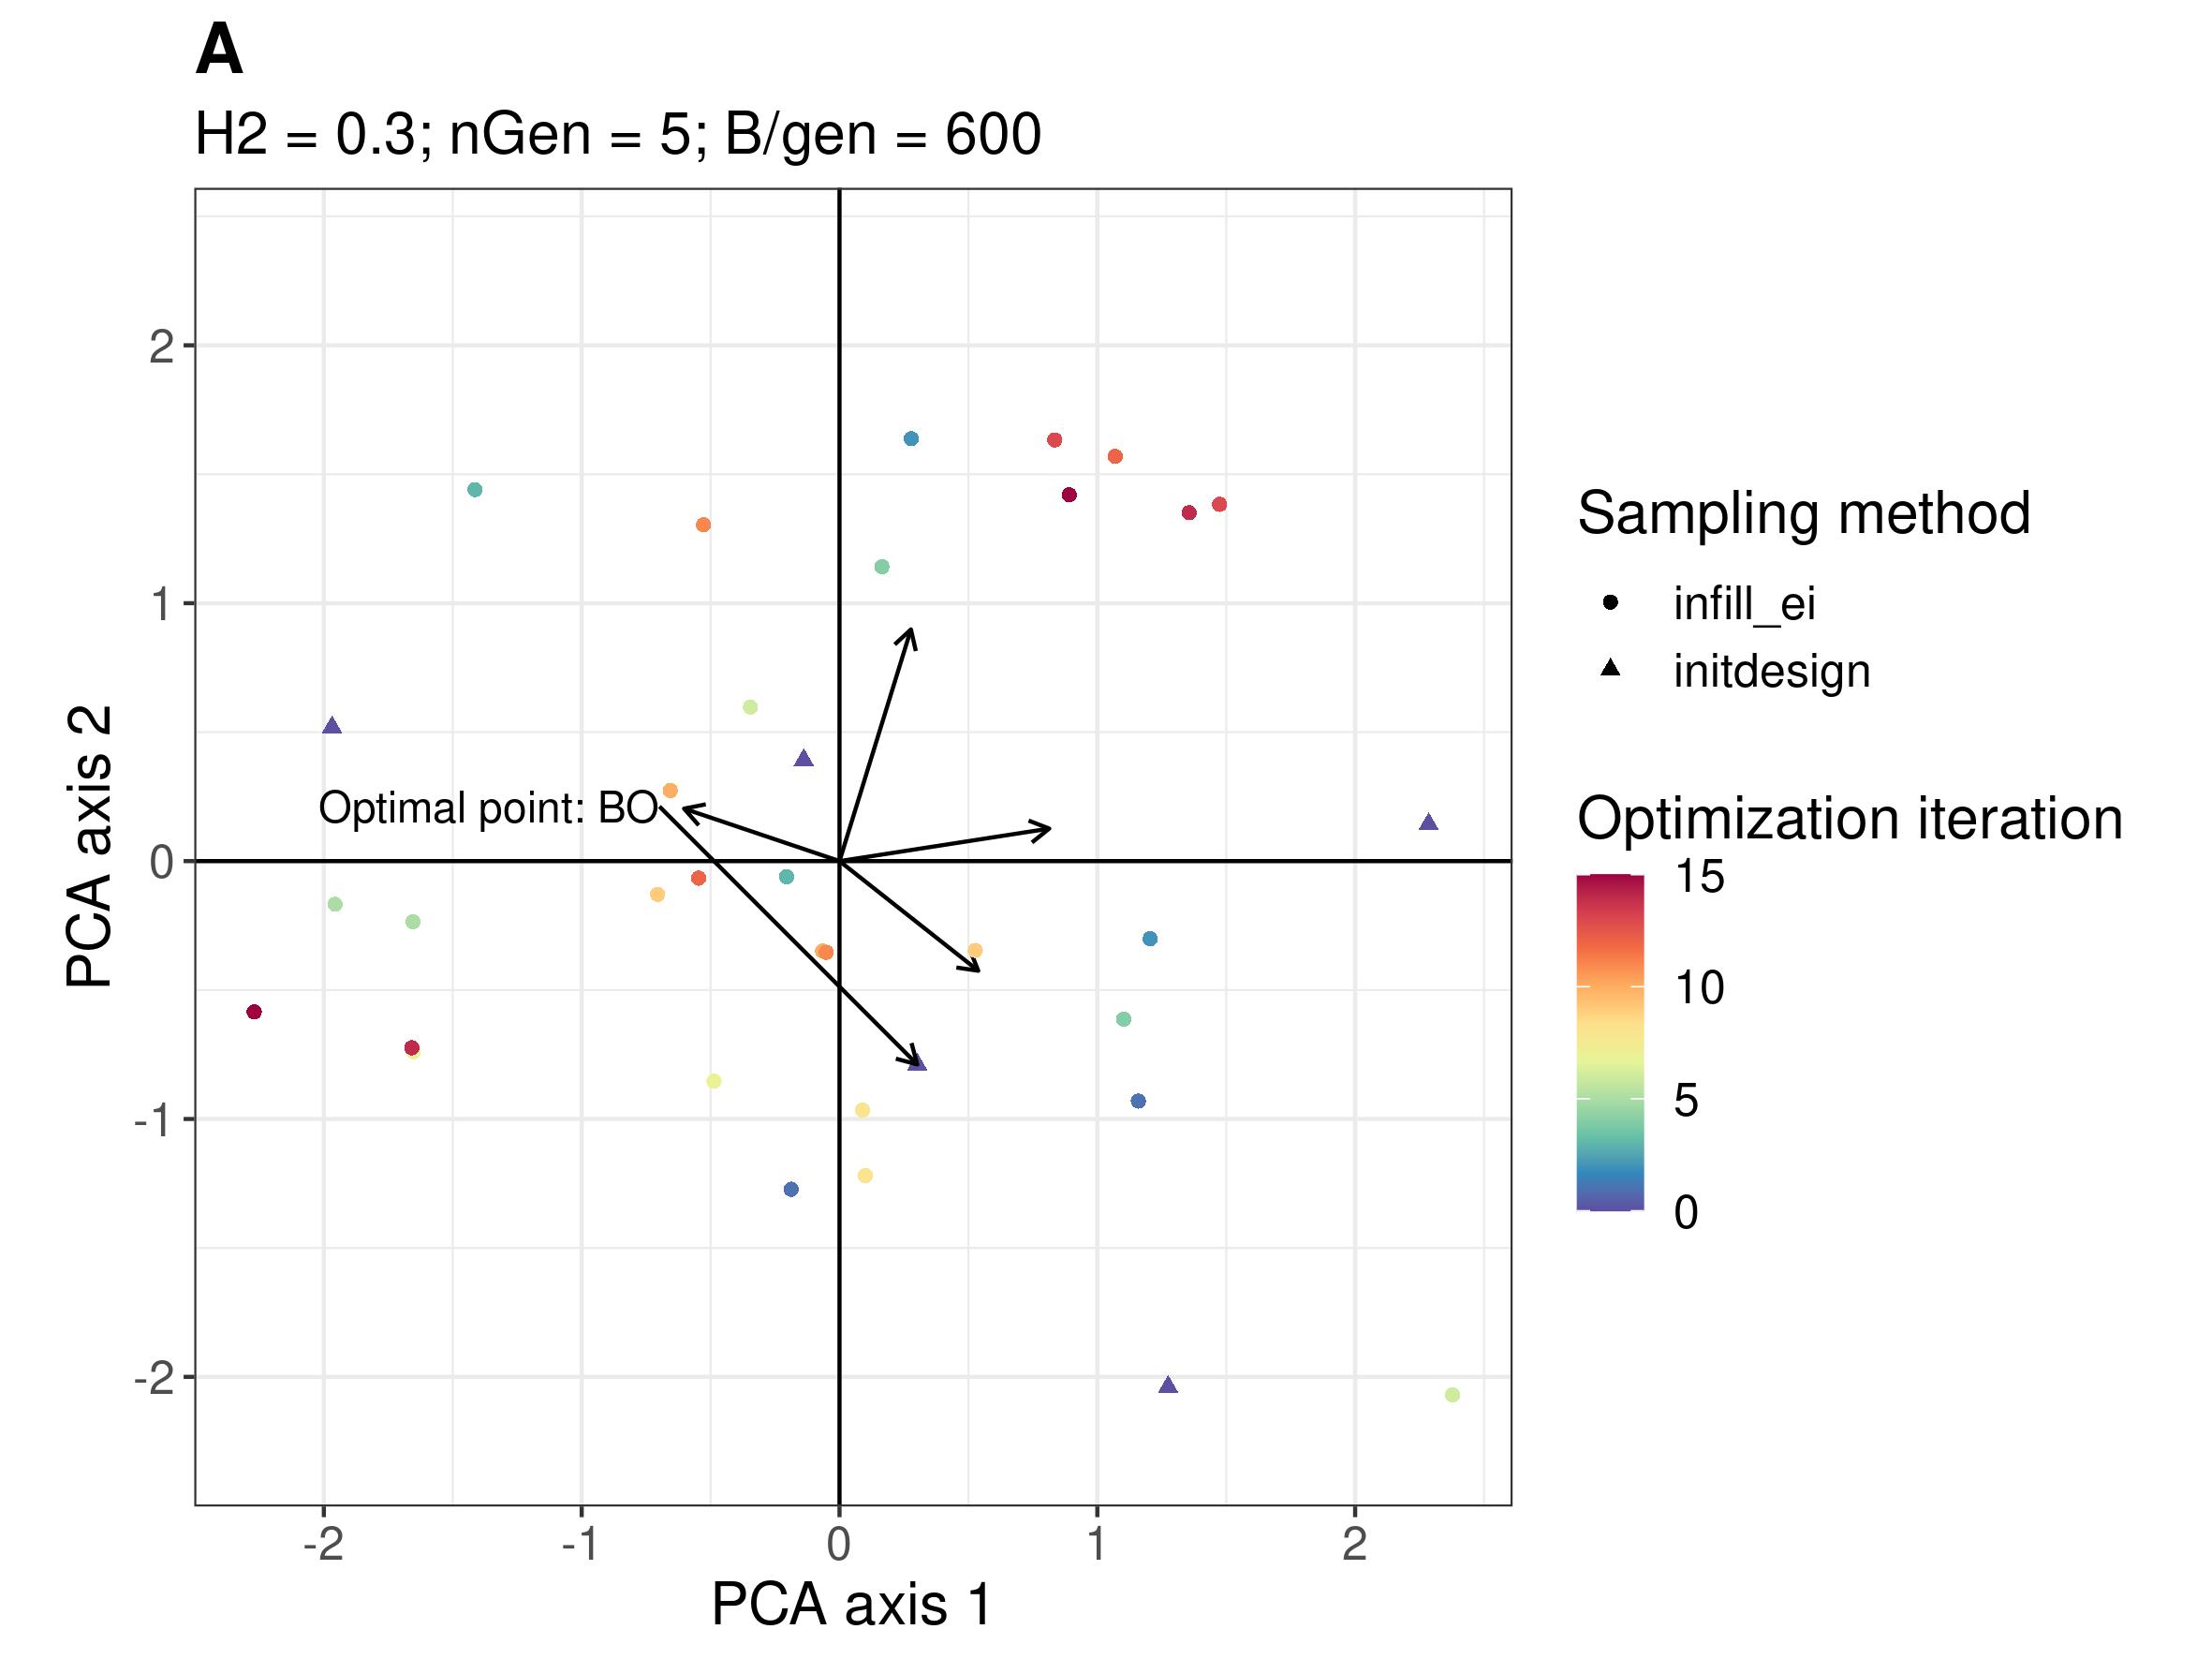 A
H2 = 0.3; nGen = 5; B/gen = 600
PCA axis 2
2
1
0
-1
-2
Optimal point: BO
-2
-1
0
1
2
PCA axis 1
Sampling method
infill_ei
initdesign
Optimization iteration
15
10
5
0